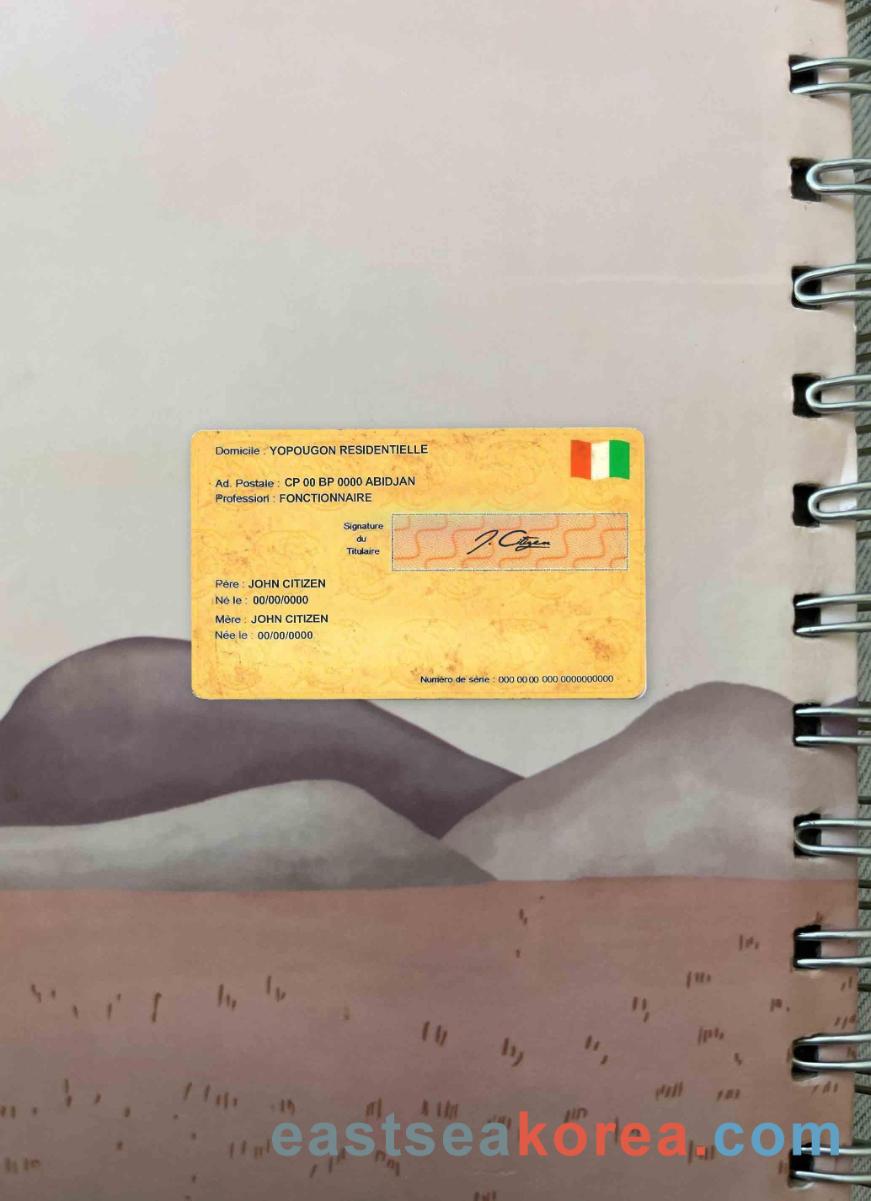 Domicile : YOPOUGON RESIDENTIELLE
Ad. Postale : CP 00 BP 0000 ABIDJAN
Profession : FONCTIONNAIRE
Signature
du
Titulaire
J. Citizen
Père : JOHN CITIZEN
Né le : 00/00/0000
Mère : JOHN CITIZEN
Née le : 00/00/0000
Numéro de série : 000 0000 000 0000000000
eastseakorea.com